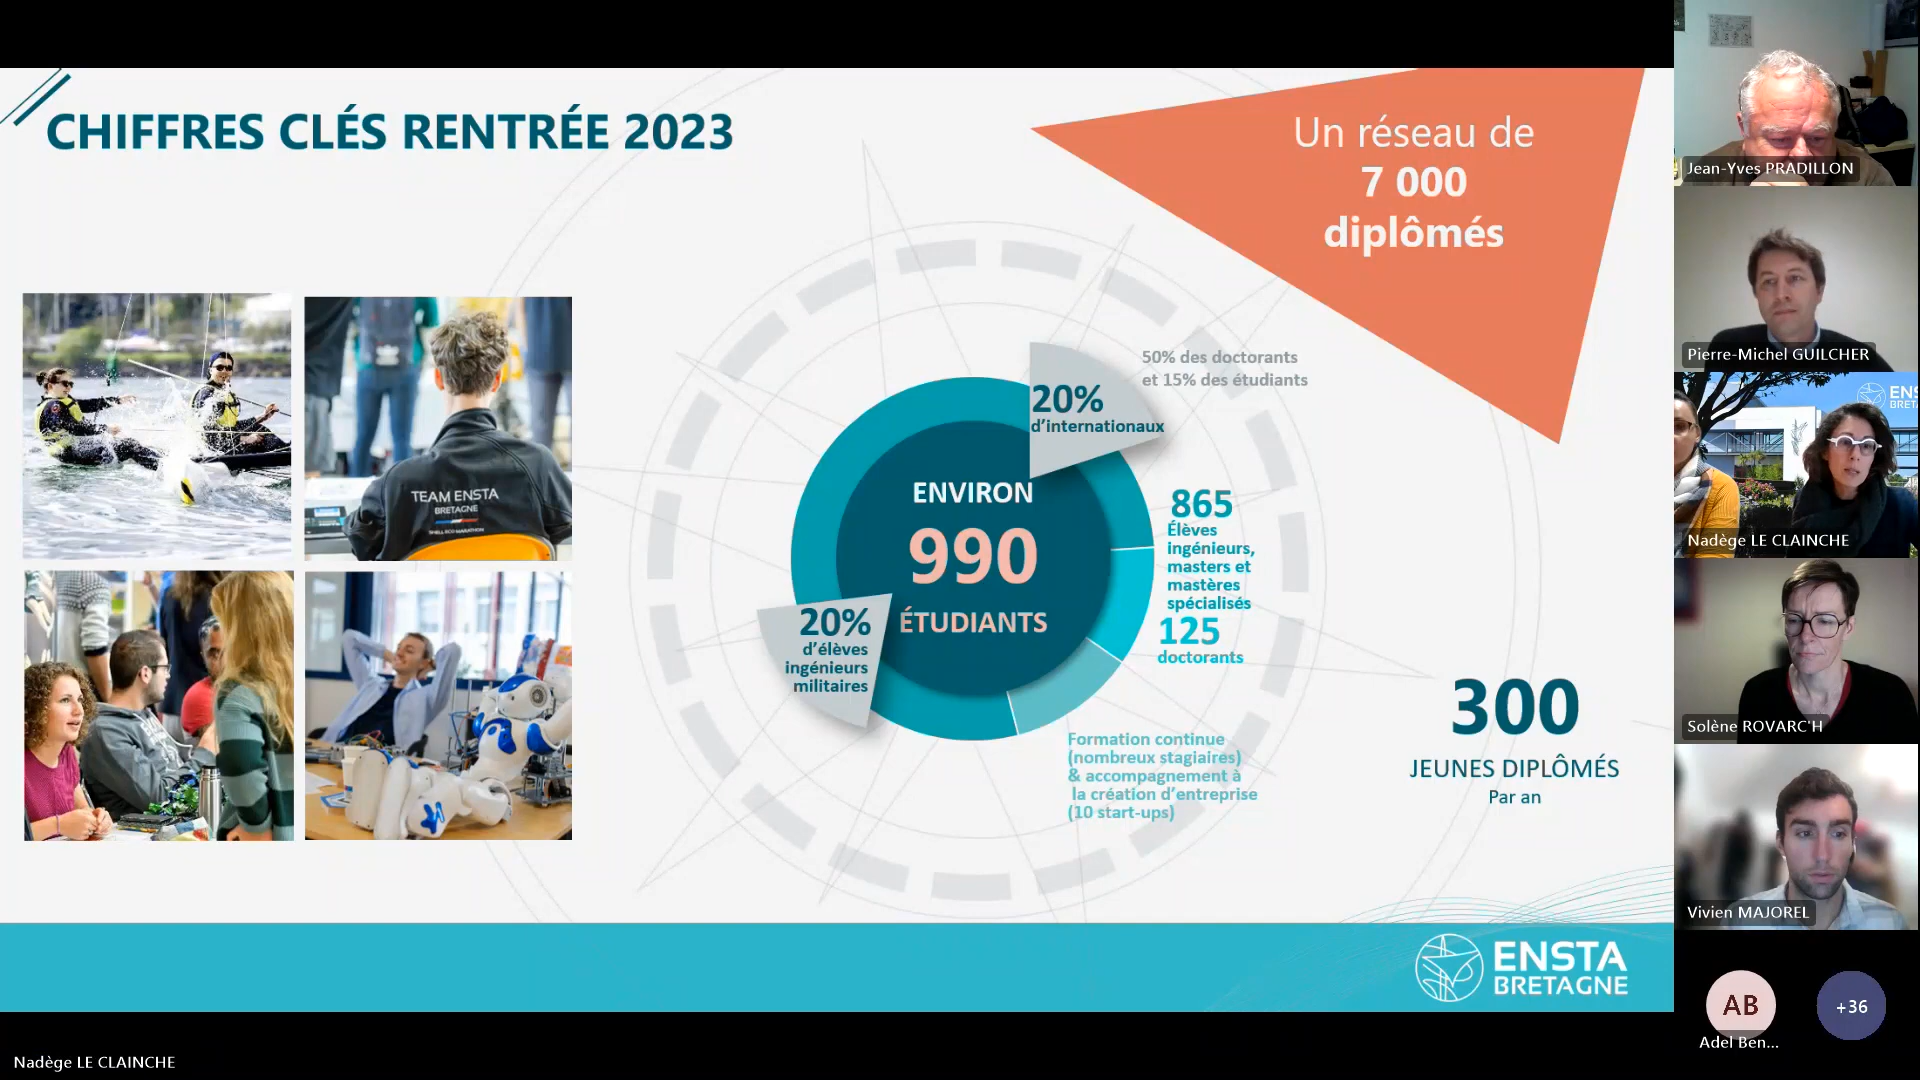 CHIFFRES CLÉS RENTRÉE 2023
Un réseau de
7 000
diplômés
TEAM ENSTA
BRETAGNE
SHELL ECO MARATHON
50% des doctorants
et 15% des étudiants
20%
d'internationaux
ENVIRON
990
ÉTUDIANTS
865
Élèves
ingénieurs,
masters et
mastères
spécialisés
125
doctorants
20%
d'élèves
ingénieurs
militaires
Formation continue
(nombreux stagiaires)
& accompagnement à
la création d'entreprise
(10 start-ups)
300
JEUNES DIPLÔMÉS
Par an
ENSTA
BRETAGNE
Nadège LE CLAINCHE
Jean-Yves PRADILLON
Pierre-Michel GUILCHER
Nadège LE CLAINCHE
Solène ROVARC'H
Vivien MAJOREL
AB
Adel Ben...
+36